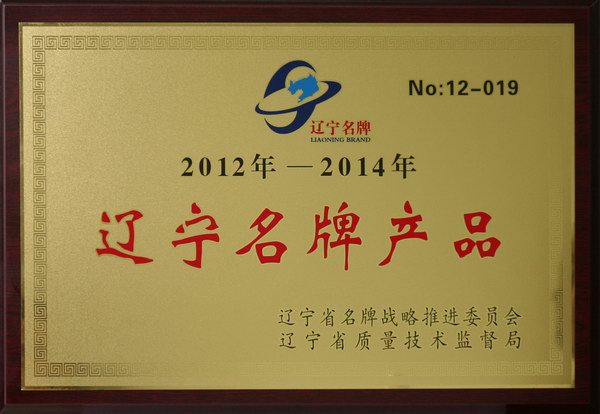 No:12-019
辽宁名牌
LIAONING BRAND
2012年—2014年
辽宁名牌产品
辽宁省名牌战略推进委员会
辽宁省质量技术监督局